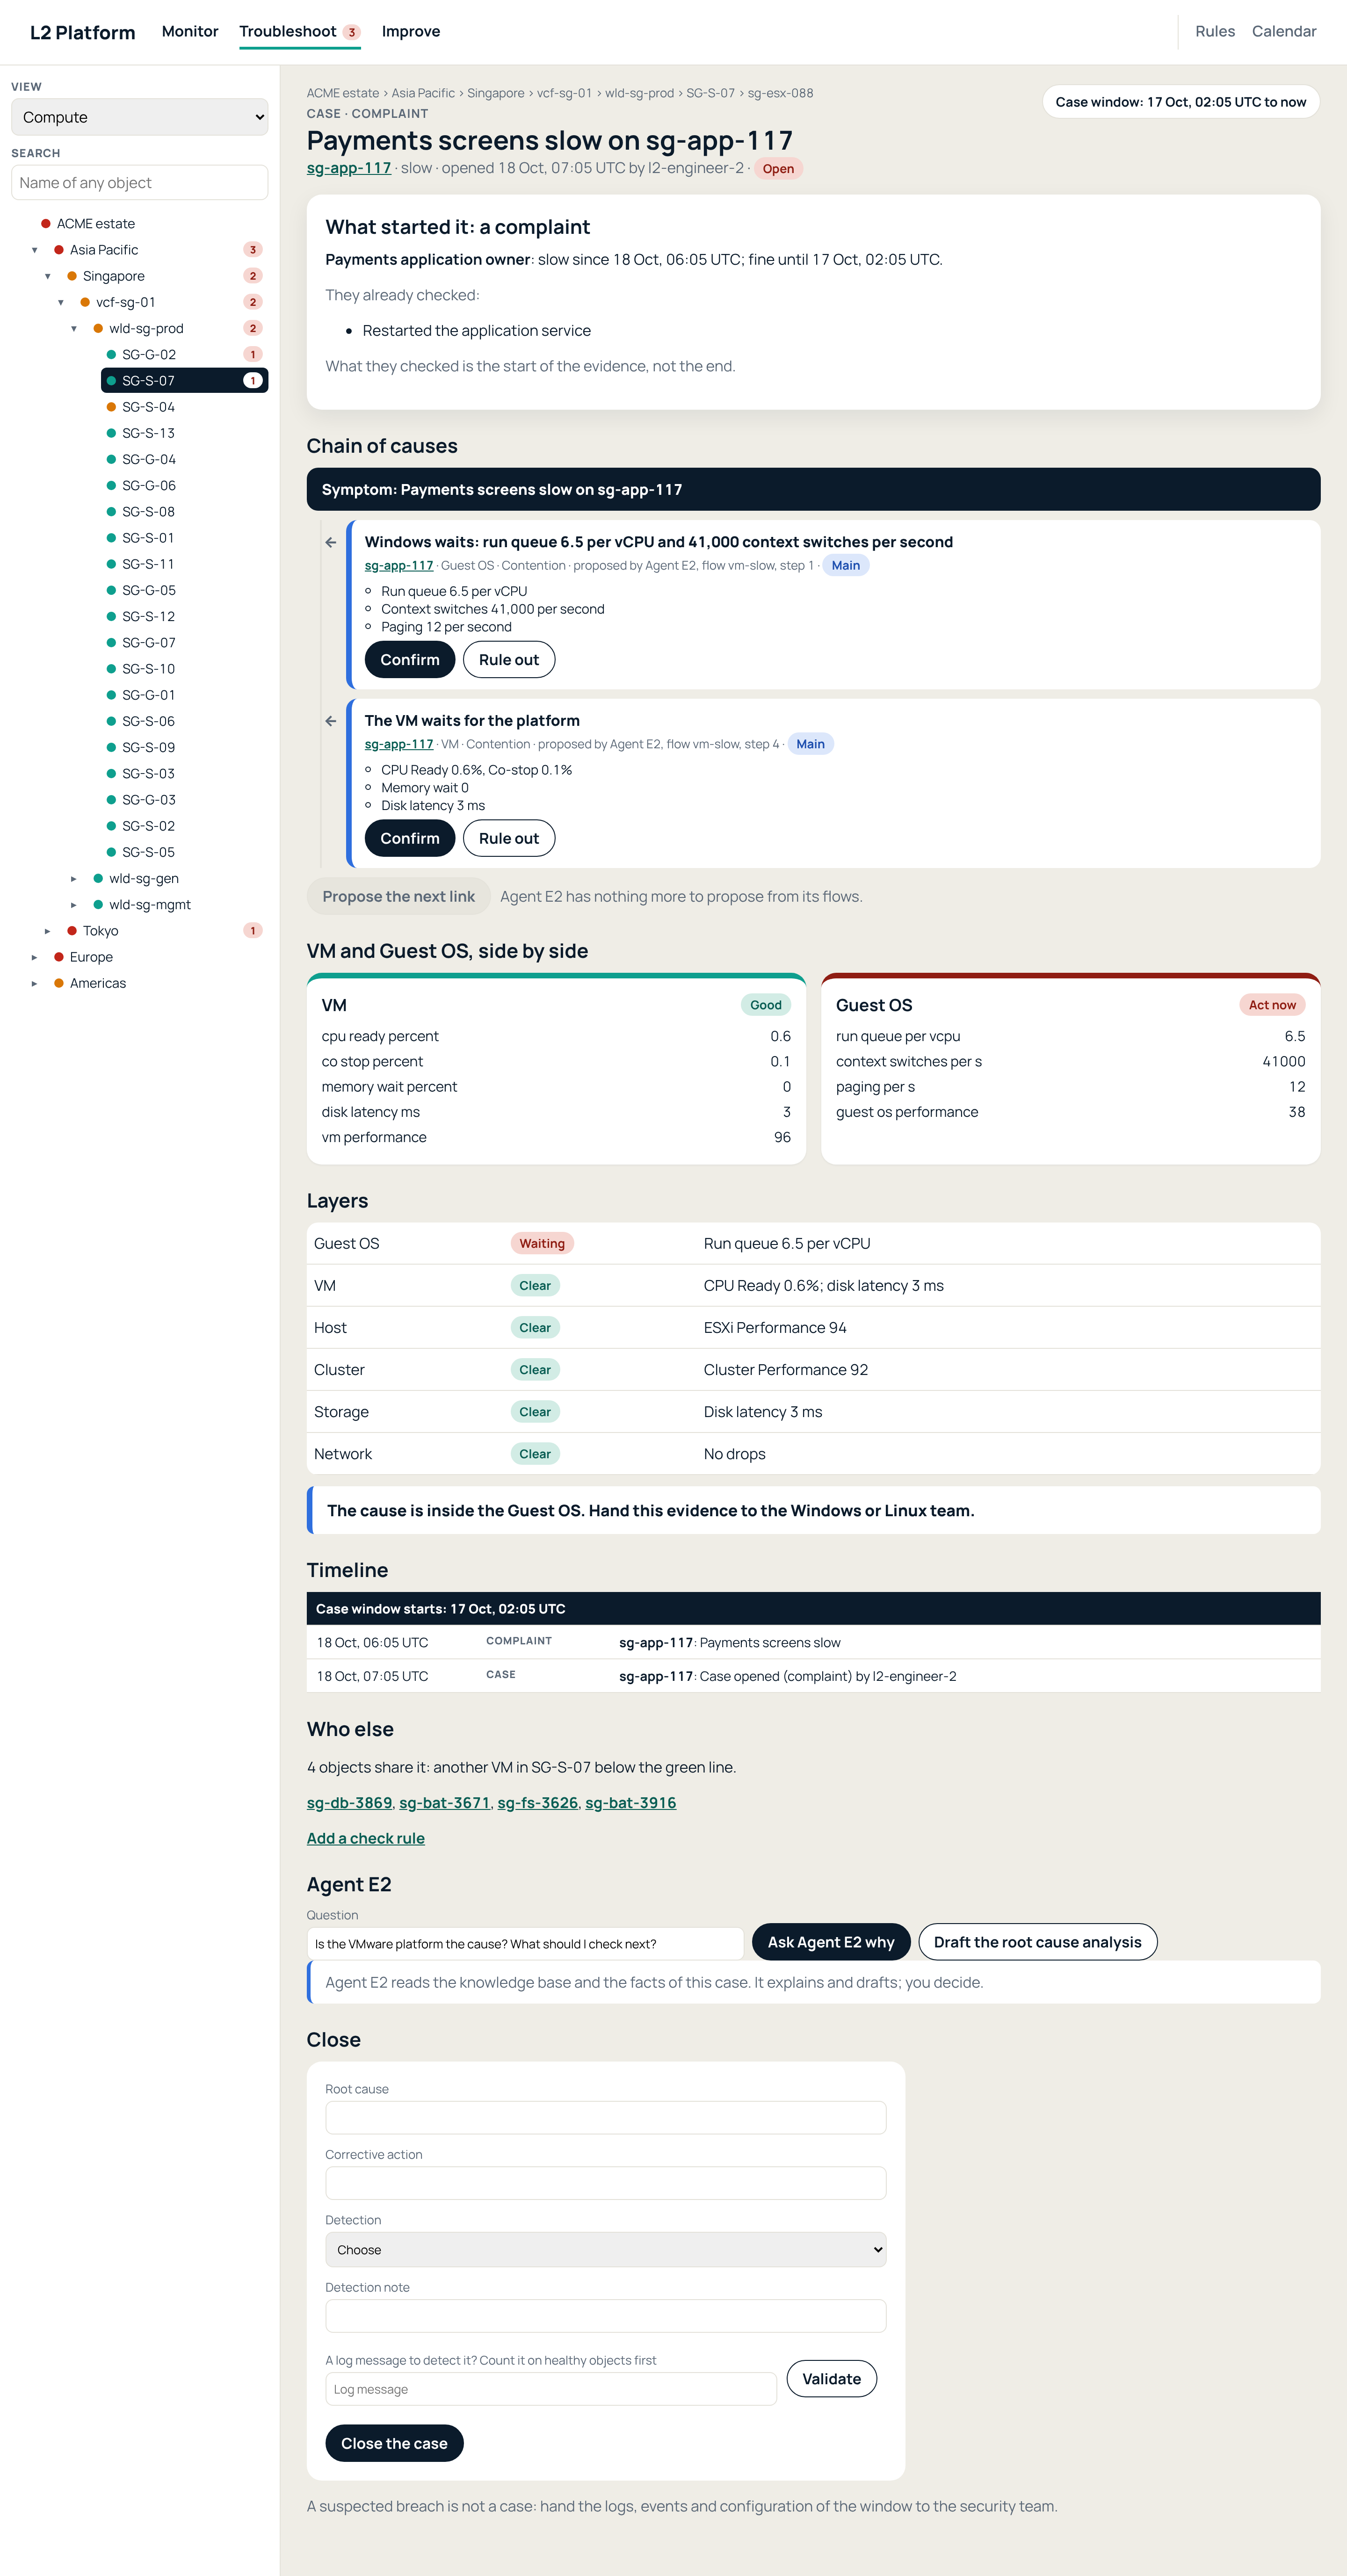 L2 Platform
Monitor
Troubleshoot 3
Improve
Rules
Calendar
VIEW
Compute
SEARCH
Name of any object
ACME estate
Asia Pacific 3
Singapore 2
vcf-sg-01 2
wld-sg-prod 2
SG-G-02 1
SG-S-07 1
SG-S-04
SG-S-13
SG-G-04
SG-G-06
SG-S-08
SG-S-01
SG-S-11
SG-G-05
SG-S-12
SG-G-07
SG-S-10
SG-G-01
SG-S-06
SG-S-09
SG-S-03
SG-G-03
SG-S-02
SG-S-05
wld-sg-gen
wld-sg-mgmt
Tokyo 1
Europe
Americas
ACME estate > Asia Pacific > Singapore > vcf-sg-01 > wld-sg-prod > SG-S-07 > sg-esx-088
Case window: 17 Oct, 02:05 UTC to now
CASE · COMPLAINT
Payments screens slow on sg-app-117
sg-app-117 · slow · opened 18 Oct, 07:05 UTC by l2-engineer-2 · Open
What started it: a complaint
Payments application owner: slow since 18 Oct, 06:05 UTC; fine until 17 Oct, 02:05 UTC.
They already checked:
Restarted the application service
What they checked is the start of the evidence, not the end.
Chain of causes
Symptom: Payments screens slow on sg-app-117
← Windows waits: run queue 6.5 per vCPU and 41,000 context switches per second
sg-app-117 · Guest OS · Contention · proposed by Agent E2, flow vm-slow, step 1 · Main
Run queue 6.5 per vCPU
Context switches 41,000 per second
Paging 12 per second
Confirm
Rule out
← The VM waits for the platform
sg-app-117 · VM · Contention · proposed by Agent E2, flow vm-slow, step 4 · Main
CPU Ready 0.6%, Co-stop 0.1%
Memory wait 0
Disk latency 3 ms
Confirm
Rule out
Propose the next link
Agent E2 has nothing more to propose from its flows.
VM and Guest OS, side by side
VM Good
cpu ready percent 0.6
co stop percent 0.1
memory wait percent 0
disk latency ms 3
vm performance 96
Guest OS Act now
run queue per vcpu 6.5
context switches per s 41000
paging per s 12
guest os performance 38
Layers
Guest OS Waiting Run queue 6.5 per vCPU
VM Clear CPU Ready 0.6%; disk latency 3 ms
Host Clear ESXi Performance 94
Cluster Clear Cluster Performance 92
Storage Clear Disk latency 3 ms
Network Clear No drops
The cause is inside the Guest OS. Hand this evidence to the Windows or Linux team.
Timeline
Case window starts: 17 Oct, 02:05 UTC
18 Oct, 06:05 UTC COMPLAINT sg-app-117: Payments screens slow
18 Oct, 07:05 UTC CASE sg-app-117: Case opened (complaint) by l2-engineer-2
Who else
4 objects share it: another VM in SG-S-07 below the green line.
sg-db-3869, sg-bat-3671, sg-fs-3626, sg-bat-3916
Add a check rule
Agent E2
Question
Is the VMware platform the cause? What should I check next?
Ask Agent E2 why
Draft the root cause analysis
Agent E2 reads the knowledge base and the facts of this case. It explains and drafts; you decide.
Close
Root cause
Corrective action
Detection
Choose
Detection note
A log message to detect it? Count it on healthy objects first
Log message
Validate
Close the case
A suspected breach is not a case: hand the logs, events and configuration of the window to the security team.